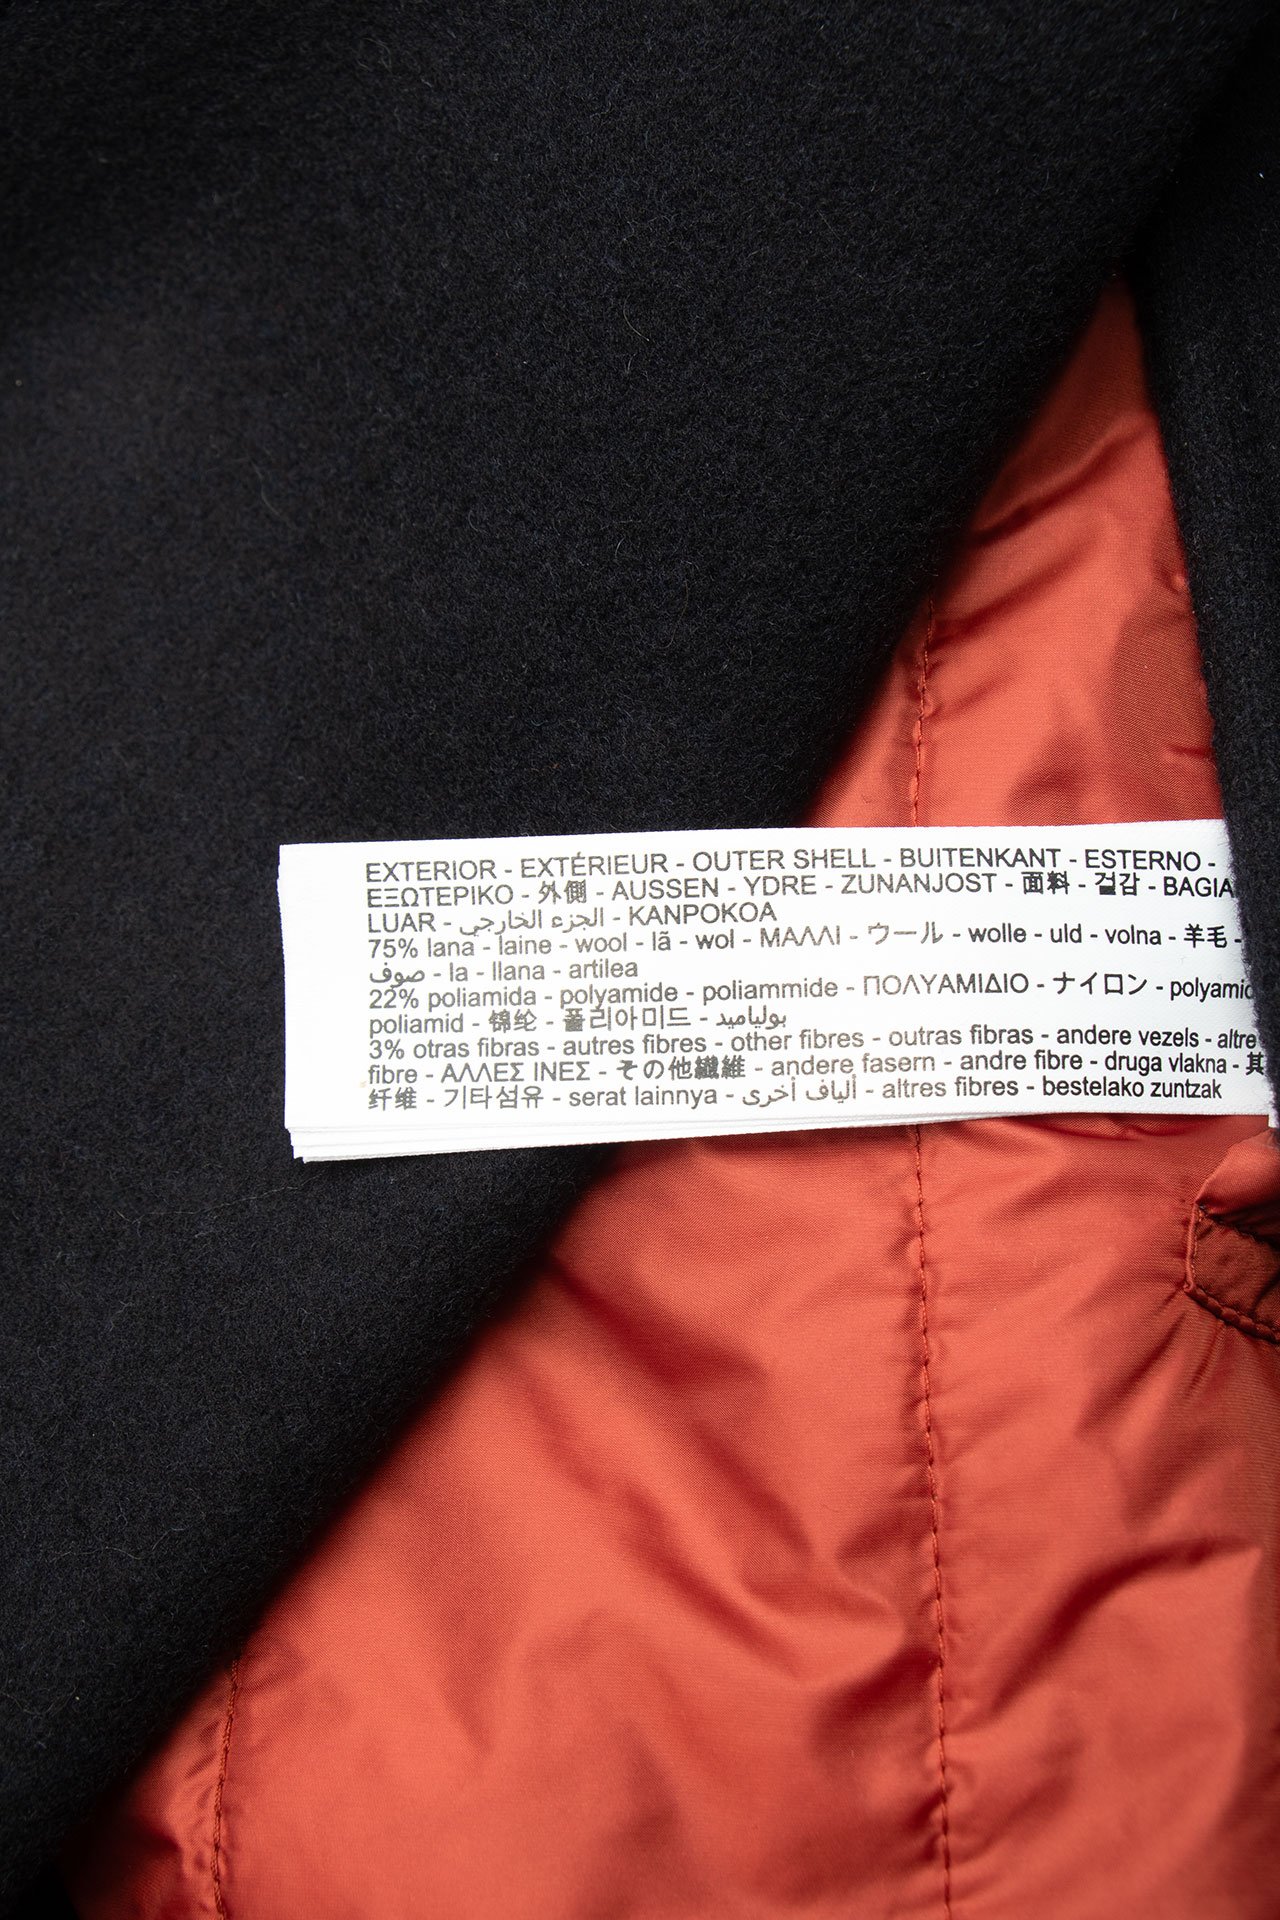 EXTERIOR - EXTÉRIEUR - OUTER SHELL - BUITENKANT - ESTERNO -
ΕΞΩΤΕΡΙΚΟ - 外側 - AUSSEN - YDRE - ZUNANJOST - 面料 - 겉감 - BAGIA
LUAR - الجزء الخارجي - KANPOKOA
75% lana - laine - wool - lã - wol - ΜΑΛΛΙ - ウール - wolle - uld - volna - 羊毛 -
صوف - la - llana - artilea
22% poliamida - polyamide - poliammide - ΠΟΛΥΑΜΙΔΙΟ - ナイロン - polyamid
poliamid - 锦纶 - 폴리아미드 - بولياميد
3% otras fibras - autres fibres - other fibres - outras fibras - andere vezels - altre
fibre - ΑΛΛΕΣ ΙΝΕΣ - その他繊維 - andere fasern - andre fibre - druga vlakna - 其
纤维 - 기타섬유 - serat lainnya - ألياف أخرى - altres fibres - bestelako zuntzak